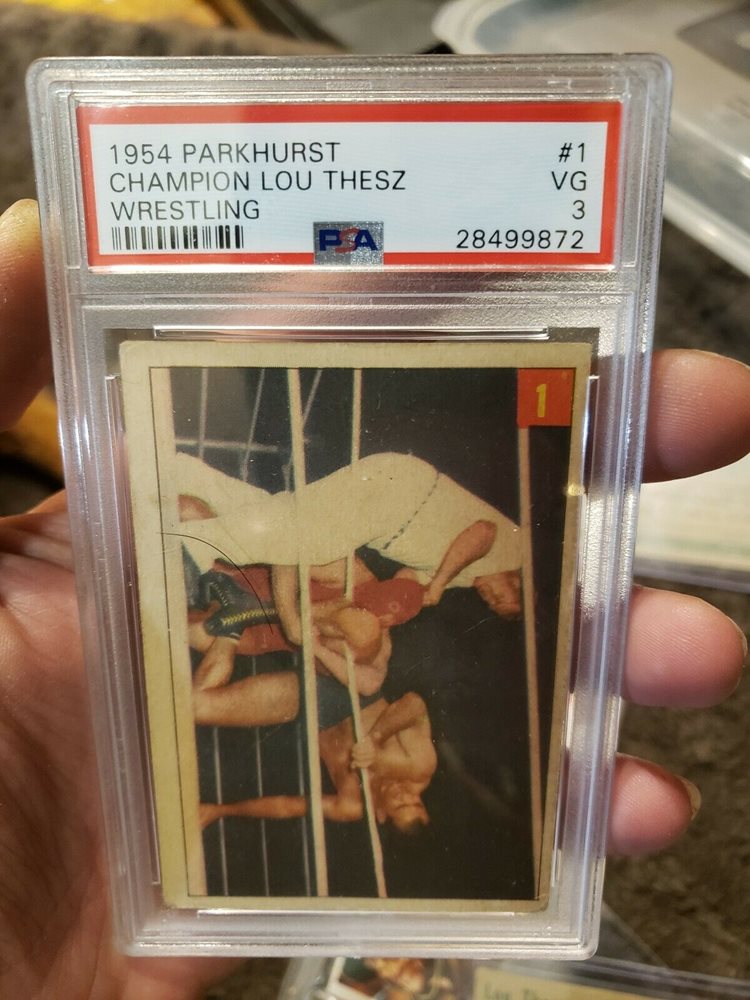 1954 PARKHURST #1
CHAMPION LOU THESZ VG
WRESTLING 3
PSA 28499872
1